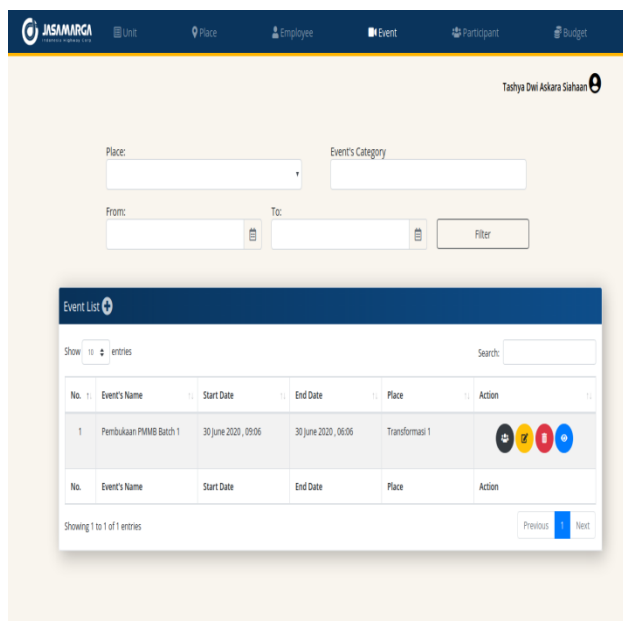 JASAMARGA Unit Place Employee Event Participant Budget
Indonesia Highway Corp
Tashya Dwi Askara Siahaan
Place: Event's Category
From: To:
Filter
Event List
Show 10 entries Search:
No. Event's Name Start Date End Date Place Action
1 Pembukaan PMMB Batch 1 30 June 2020 , 09:06 30 June 2020 , 06:06 Transformasi 1
No. Event's Name Start Date End Date Place Action
Showing 1 to 1 of 1 entries Previous 1 Next